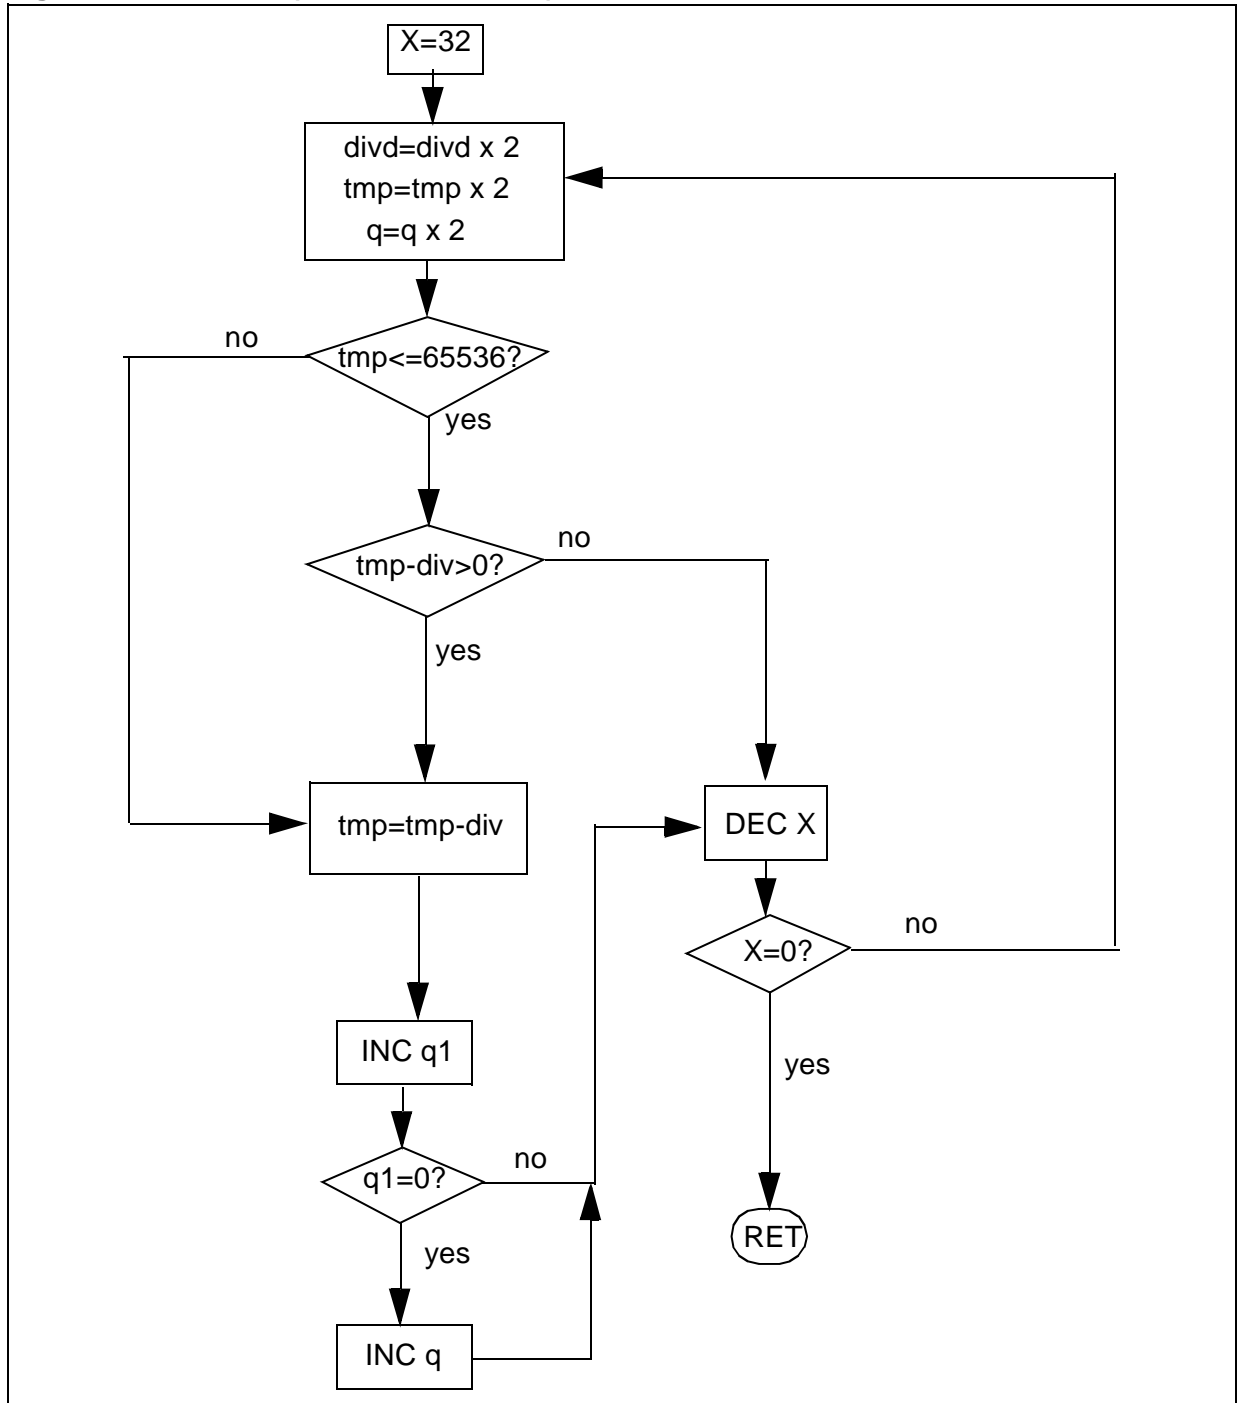 X=32
divd=divd x 2
tmp=tmp x 2
q=q x 2
no
tmp<=65536?
yes
no
tmp-div>0?
yes
tmp=tmp-div
DEC X
no
X=0?
INC q1
yes
no
q1=0?
yes
RET
INC q